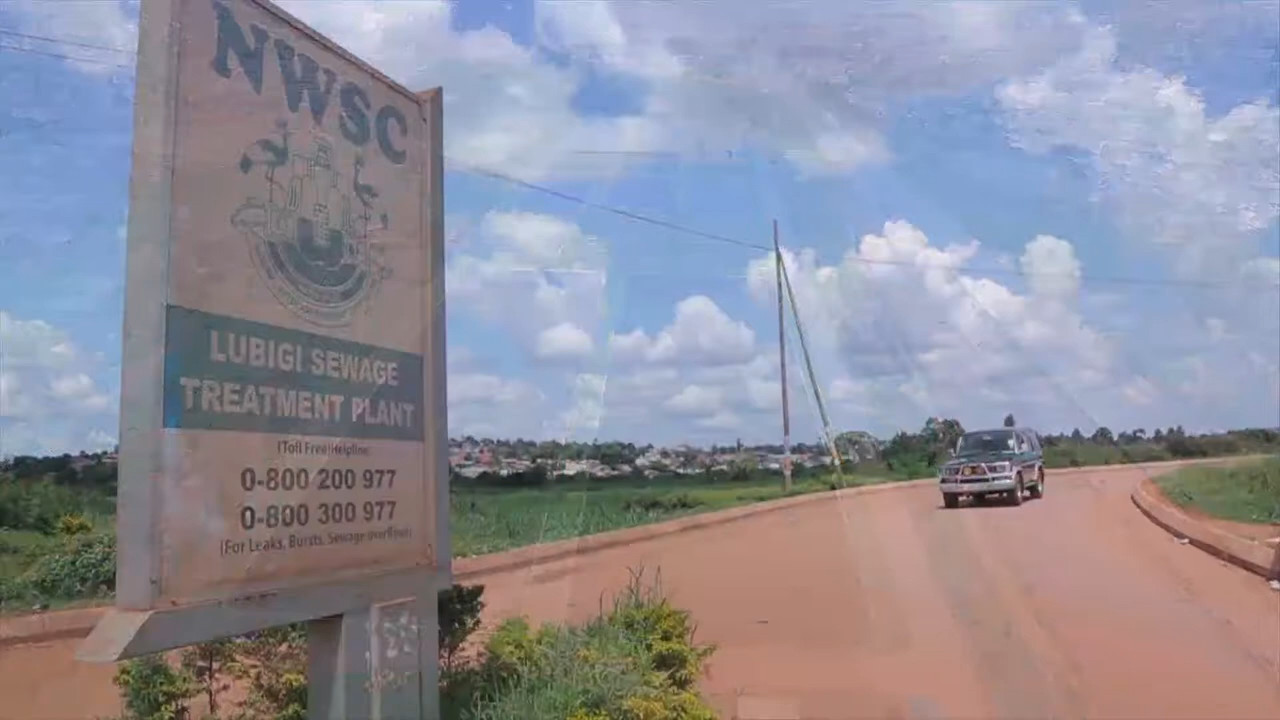 NWSC
LUBIGI SEWAGE
TREATMENT PLANT
(Toll Free Helpline)
0-800 200 977
0-800 300 977
(For Leaks, Bursts, Sewage overflows)